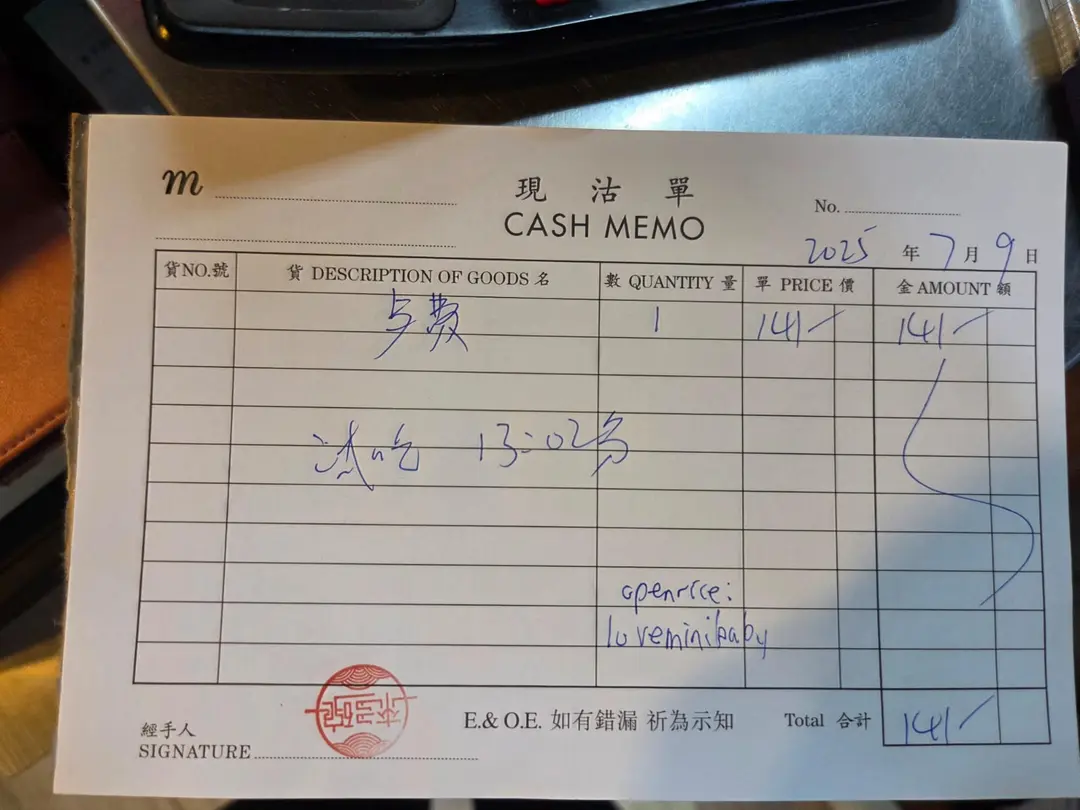 m
現 沽 單
No.
CASH MEMO
2025 年 7 月 9 日
貨NO.號 貨 DESCRIPTION OF GOODS 名 數 QUANTITY 量 單 PRICE 價 金 AMOUNT 額
费 1 141/ 141/
13:02
openrice:
loveminibaby
經手人
SIGNATURE
E.& O.E. 如有錯漏 祈為示知 Total 合計 141/